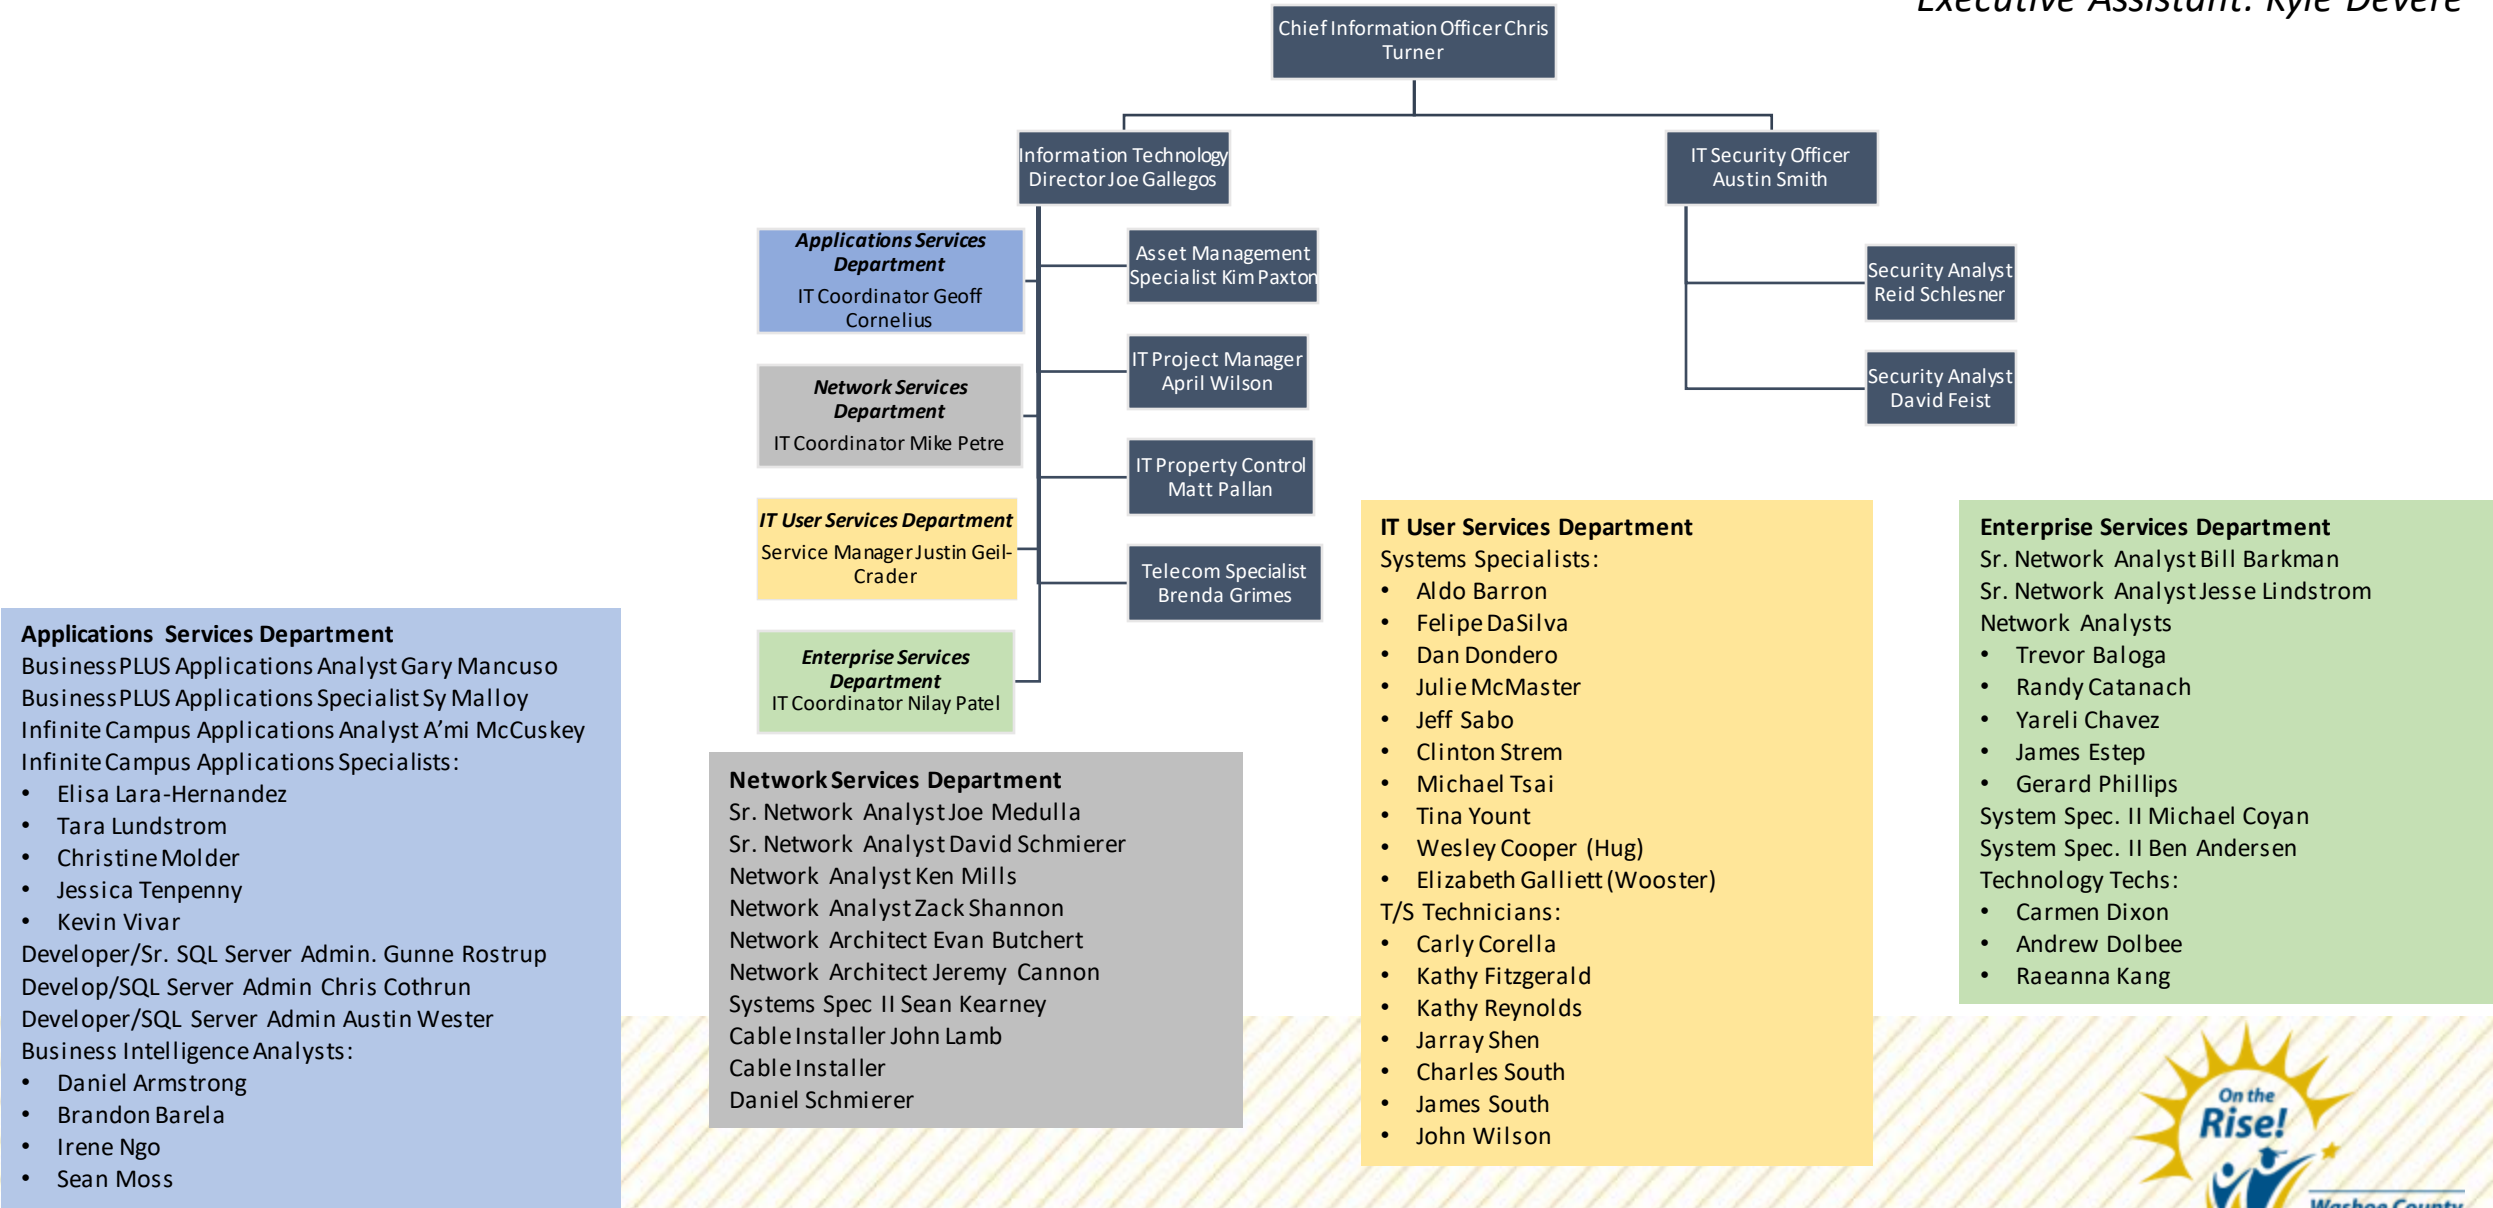 Executive Assistant: Kyle Devere
Chief Information Officer Chris
Turner
Information Technology
Director Joe Gallegos
IT Security Officer
Austin Smith
Applications Services
Department
IT Coordinator Geoff
Cornelius
Network Services
Department
IT Coordinator Mike Petre
IT User Services Department
Service Manager Justin Geil-
Crader
Enterprise Services
Department
IT Coordinator Nilay Patel
Asset Management
Specialist Kim Paxton
IT Project Manager
April Wilson
IT Property Control
Matt Pallan
Telecom Specialist
Brenda Grimes
Security Analyst
Reid Schlesner
Security Analyst
David Feist
Applications Services Department
BusinessPLUS Applications Analyst Gary Mancuso
BusinessPLUS Applications Specialist Sy Malloy
Infinite Campus Applications Analyst A’mi McCuskey
Infinite Campus Applications Specialists:
• Elisa Lara-Hernandez
• Tara Lundstrom
• Christine Molder
• Jessica Tenpenny
• Kevin Vivar
Developer/Sr. SQL Server Admin. Gunne Rostrup
Develop/SQL Server Admin Chris Cothrun
Developer/SQL Server Admin Austin Wester
Business Intelligence Analysts:
• Daniel Armstrong
• Brandon Barela
• Irene Ngo
• Sean Moss
Network Services Department
Sr. Network Analyst Joe Medulla
Sr. Network Analyst David Schmierer
Network Analyst Ken Mills
Network Analyst Zack Shannon
Network Architect Evan Butchert
Network Architect Jeremy Cannon
Systems Spec II Sean Kearney
Cable Installer John Lamb
Cable Installer
Daniel Schmierer
IT User Services Department
Systems Specialists:
• Aldo Barron
• Felipe DaSilva
• Dan Dondero
• Julie McMaster
• Jeff Sabo
• Clinton Strem
• Michael Tsai
• Tina Yount
• Wesley Cooper (Hug)
• Elizabeth Galliett (Wooster)
T/S Technicians:
• Carly Corella
• Kathy Fitzgerald
• Kathy Reynolds
• Jarray Shen
• Charles South
• James South
• John Wilson
Enterprise Services Department
Sr. Network Analyst Bill Barkman
Sr. Network Analyst Jesse Lindstrom
Network Analysts
• Trevor Baloga
• Randy Catanach
• Yareli Chavez
• James Estep
• Gerard Phillips
System Spec. II Michael Coyan
System Spec. II Ben Andersen
Technology Techs:
• Carmen Dixon
• Andrew Dolbee
• Raeanna Kang
On the
Rise!
Washoe County